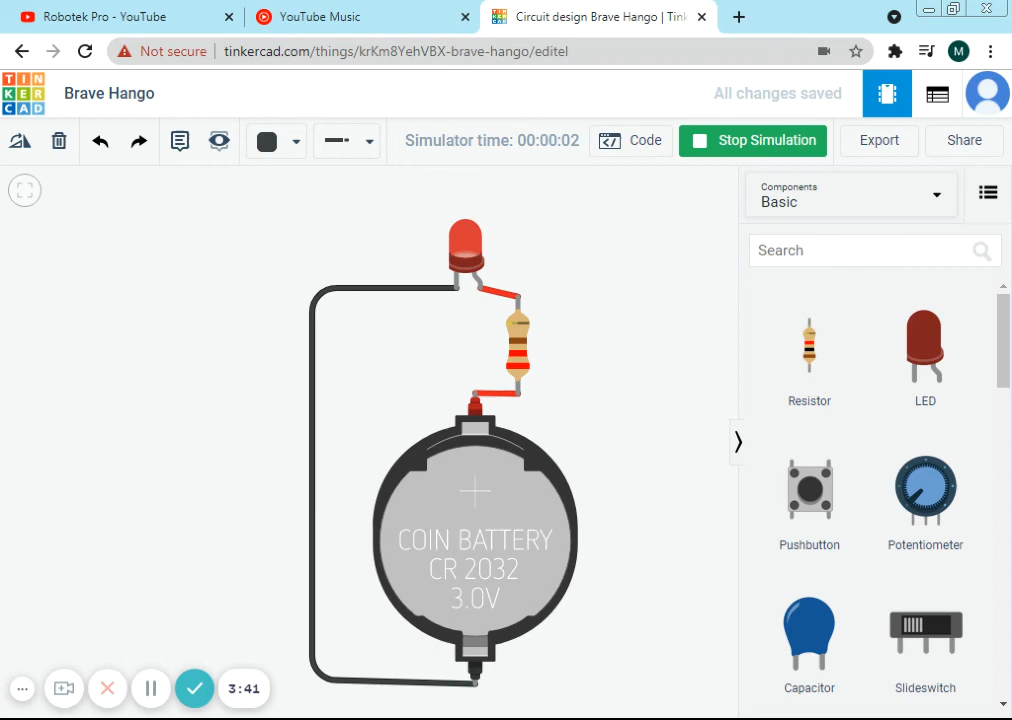 Robotek Pro - YouTube
YouTube Music
Circuit design Brave Hango | Tink
Not secure
tinkercad.com/things/krKm8YehVBX-brave-hango/editel
M
TIN
KER
CAD
Brave Hango
All changes saved
Simulator time: 00:00:02
Code
Stop Simulation
Export
Share
Components
Basic
Search
Resistor
LED
Pushbutton
Potentiometer
Capacitor
Slideswitch
COIN BATTERY
CR 2032
3.0V
3:41